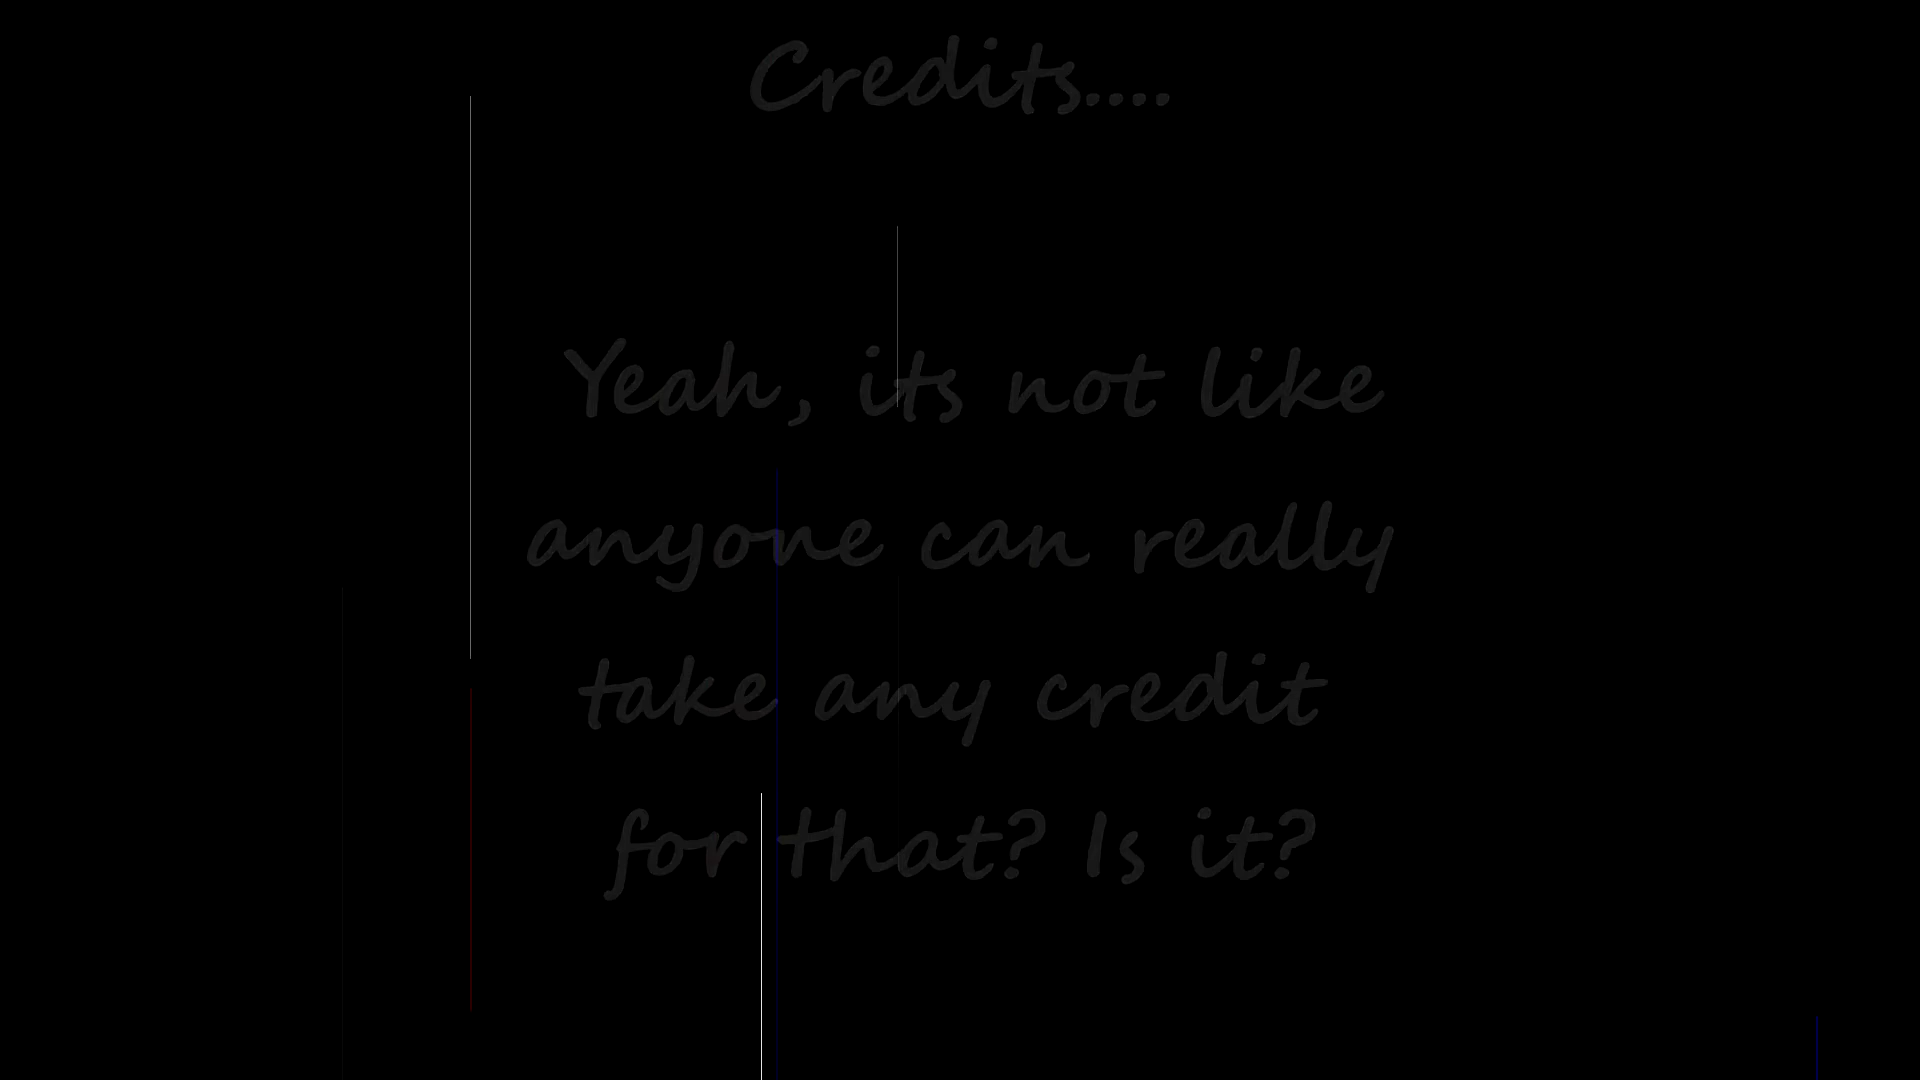 Credits....
Yeah, its not like
anyone can really
take any credit
for that? Is it?